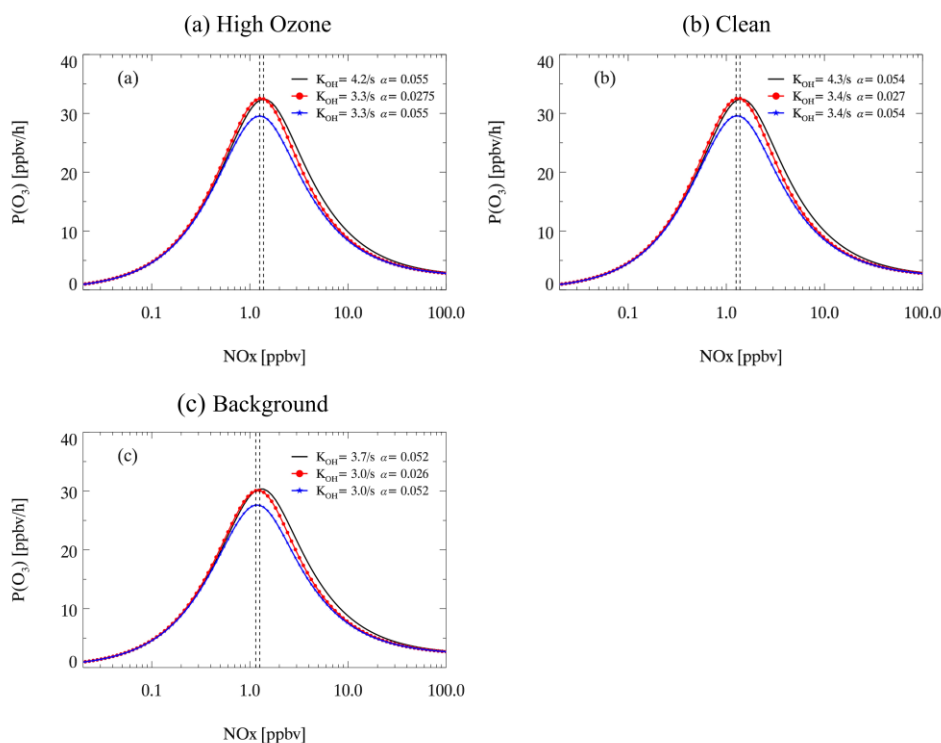 (a) High Ozone
(a)
K_OH = 4.2/s α = 0.055
K_OH = 3.3/s α = 0.0275
K_OH = 3.3/s α = 0.055
40
30
20
10
0
P(O₃) [ppbv/h]
0.1 1.0 10.0 100.0
NOx [ppbv]
(b) Clean
(b)
K_OH = 4.3/s α = 0.054
K_OH = 3.4/s α = 0.027
K_OH = 3.4/s α = 0.054
40
30
20
10
0
P(O₃) [ppbv/h]
0.1 1.0 10.0 100.0
NOx [ppbv]
(c) Background
(c)
K_OH = 3.7/s α = 0.052
K_OH = 3.0/s α = 0.026
K_OH = 3.0/s α = 0.052
40
30
20
10
0
P(O₃) [ppbv/h]
0.1 1.0 10.0 100.0
NOx [ppbv]